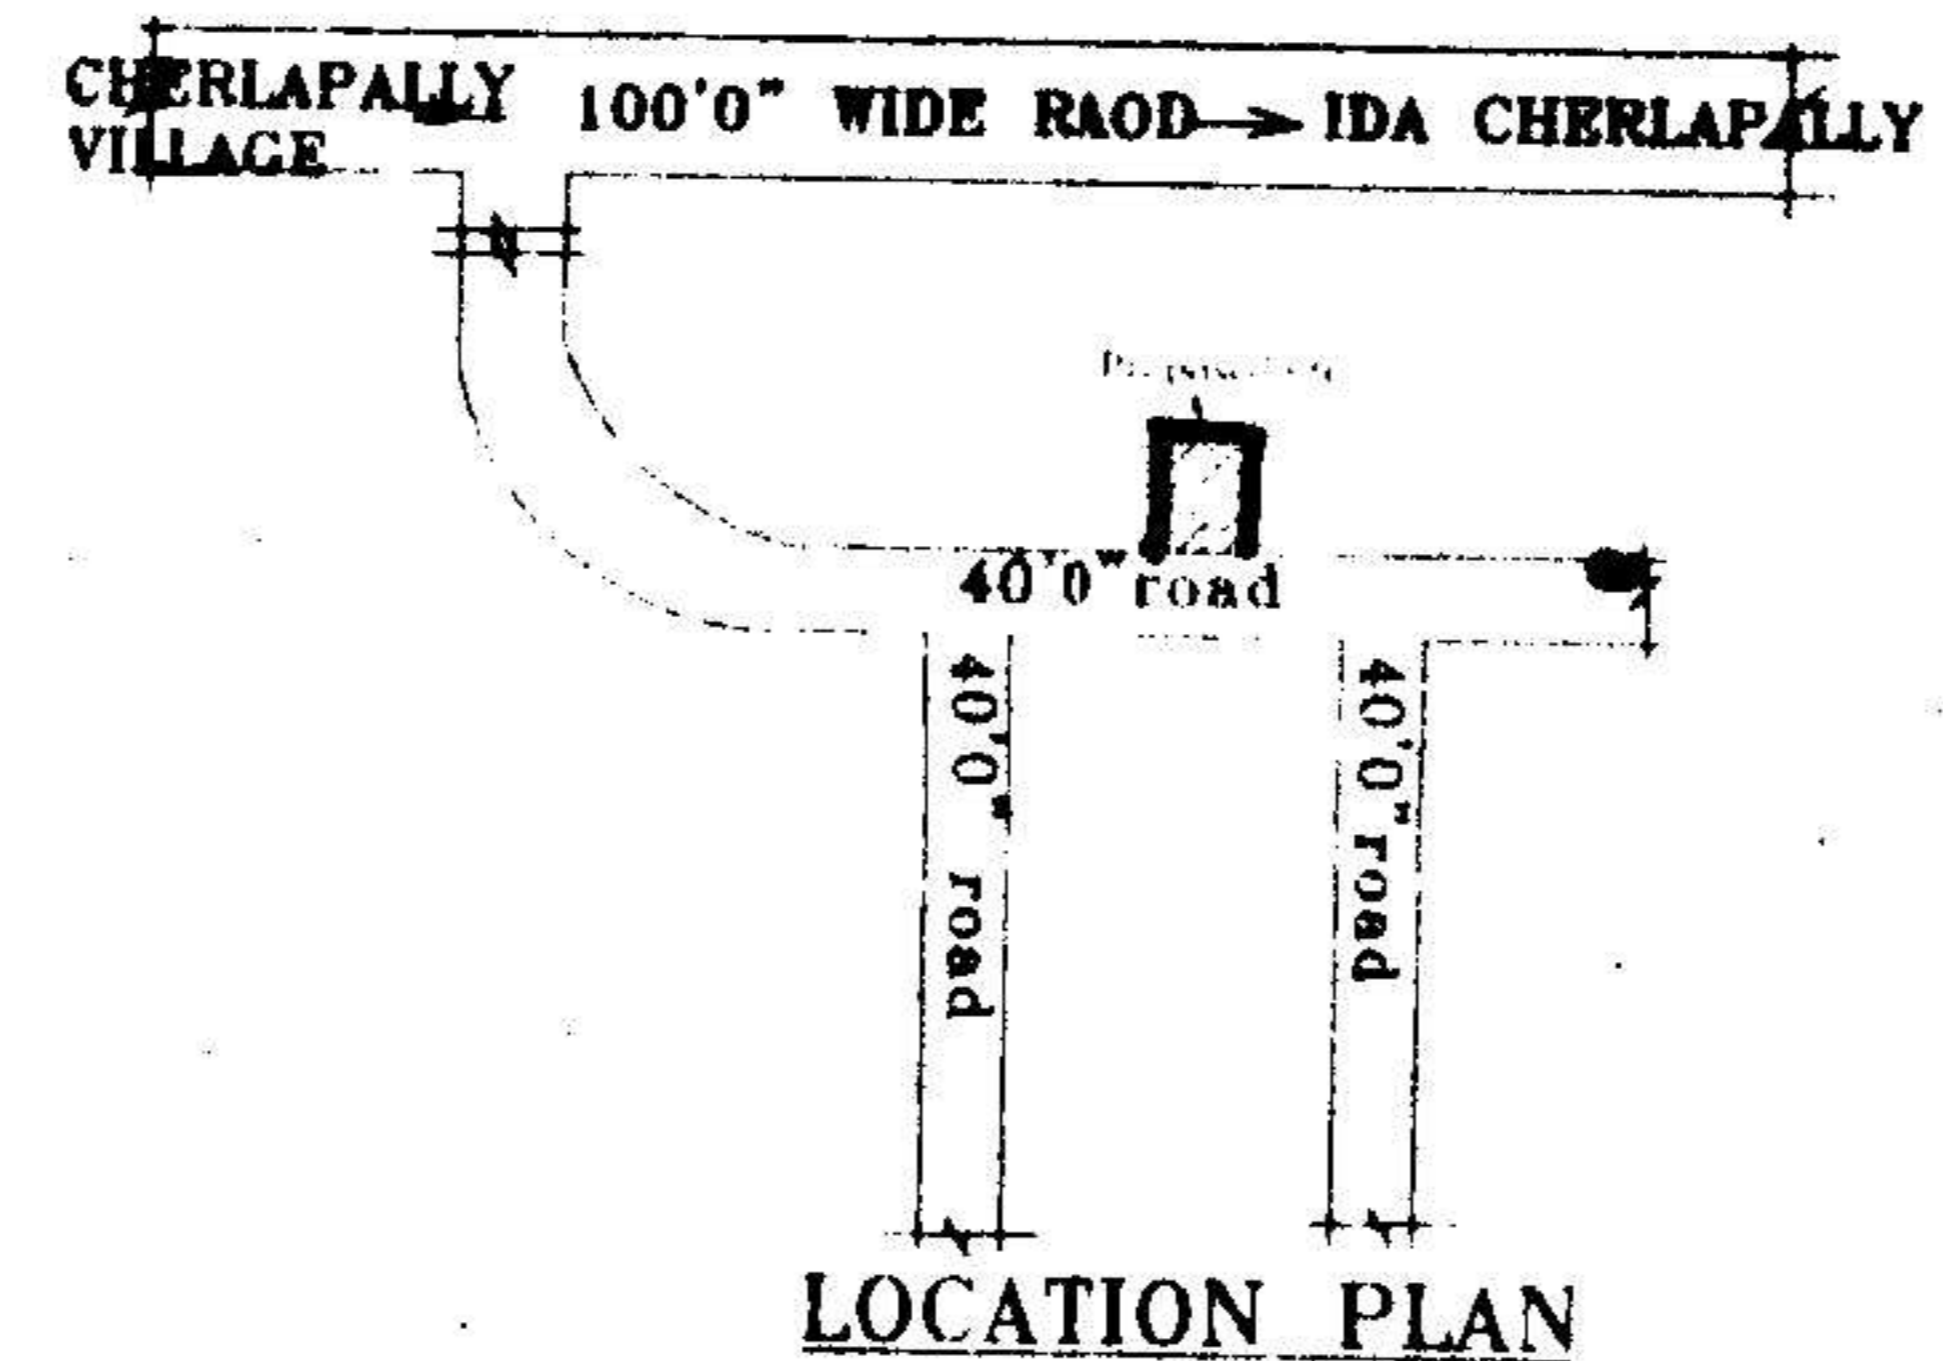 CHERLAPALLY
VILLAGE
100'0" WIDE RAOD
IDA CHERLAPALLY
40'0" road
40'0" road
40'0" road
LOCATION PLAN